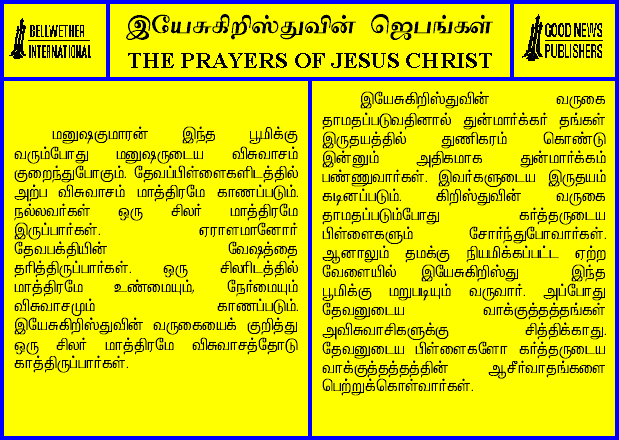 BELLWETHER
INTERNATIONAL
இயேசுகிறிஸ்துவின் ஜெபங்கள்
THE PRAYERS OF JESUS CHRIST
GOOD NEWS
PUBLISHERS
மனுஷகுமாரன் இந்த பூமிக்கு
வரும்போது மனுஷருடைய விசுவாசம்
குறைந்துபோகும். தேவப்பிள்ளைகளிடத்தில்
அற்ப விசுவாசம் மாத்திரமே காணப்படும்.
நல்லவர்கள் ஒரு சிலர் மாத்திரமே
இருப்பார்கள். ஏராளமானோர்
தேவபக்தியின் வேஷத்தை
தரித்திருப்பார்கள். ஒரு சிலரிடத்தில்
மாத்திரமே உண்மையும், நேர்மையும்
விசுவாசமும் காணப்படும்.
இயேசுகிறிஸ்துவின் வருகையைக் குறித்து
ஒரு சிலர் மாத்திரமே விசுவாசத்தோடு
காத்திருப்பார்கள்.
இயேசுகிறிஸ்துவின் வருகை
தாமதப்படுவதினால் துன்மார்க்கர் தங்கள்
இருதயத்தில் துணிகரம் கொண்டு
இன்னும் அதிகமாக துன்மார்க்கம்
பண்ணுவார்கள். இவர்களுடைய இருதயம்
கடினப்படும். கிறிஸ்துவின் வருகை
தாமதப்படும்போது கர்த்தருடைய
பிள்ளைகளும் சோர்ந்துபோவார்கள்.
ஆனாலும் தமக்கு நியமிக்கப்பட்ட ஏற்ற
வேளையில் இயேசுகிறிஸ்து இந்த
பூமிக்கு மறுபடியும் வருவார். அப்போது
தேவனுடைய வாக்குத்தத்தங்கள்
அவிசுவாசிகளுக்கு சித்திக்காது.
தேவனுடைய பிள்ளைகளோ கர்த்தருடைய
வாக்குத்தத்தத்தின் ஆசீர்வாதங்களை
பெற்றுக்கொள்வார்கள்.